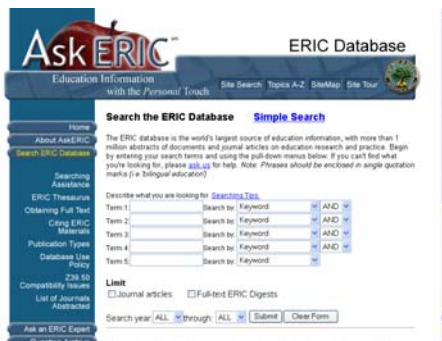 AskERIC
ERIC Database
Education Information
with the Personal Touch
Site Search Topics A-Z SiteMap Site Tour
Search the ERIC Database Simple Search
Home
About AskERIC
Search ERIC Database
Searching
Assistance
ERIC Thesaurus
Obtaining Full Text
Citing ERIC
Materials
Publication Types
Database Use
Policy
Z39.50
Compatibility Issues
List of Journals
Abstracted
Ask an ERIC Expert
The ERIC database is the world's largest source of education information, with more than 1
million abstracts of documents and journal articles on education research and practice. Begin
by entering your search terms and using the pull-down menus below. If you can't find what
you're looking for, please ask us for help. Note: Phrases should be enclosed in single quotation
marks (i.e 'bilingual education')
Describe what you are looking for. Searching Tips.
Term 1: Search by: Keyword AND
Term 2: Search by: Keyword AND
Term 3: Search by: Keyword AND
Term 4: Search by: Keyword AND
Term 5: Search by: Keyword
Limit
Journal articles Full-text ERIC Digests
Search year: ALL through: ALL Submit Clear Form